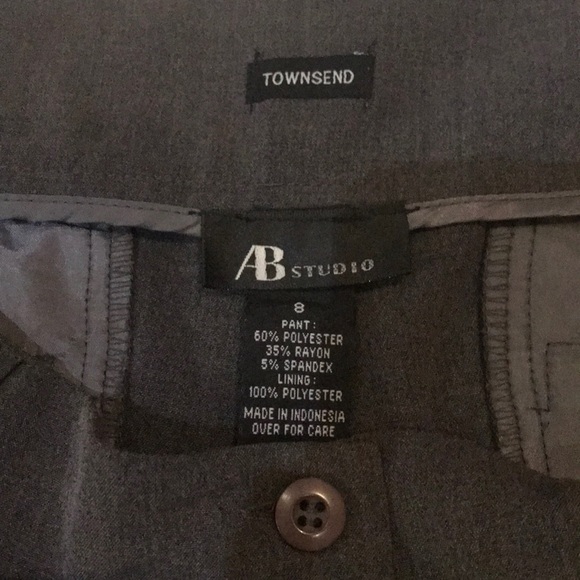 TOWNSEND
AB STUDIO
8
PANT:
60% POLYESTER
35% RAYON
5% SPANDEX
LINING:
100% POLYESTER
MADE IN INDONESIA
OVER FOR CARE